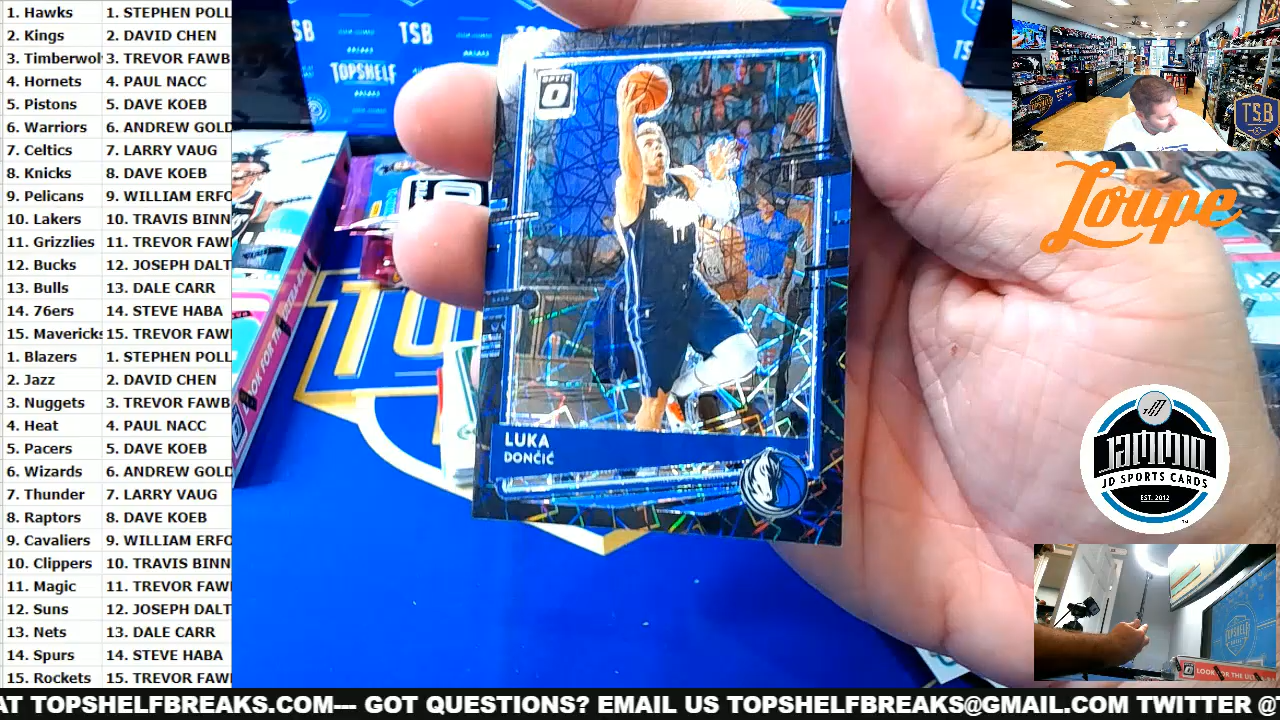 1. Hawks 1. STEPHEN POLL
2. Kings 2. DAVID CHEN
3. Timberwol 3. TREVOR FAWB
4. Hornets 4. PAUL NACC
5. Pistons 5. DAVE KOEB
6. Warriors 6. ANDREW GOLD
7. Celtics 7. LARRY VAUG
8. Knicks 8. DAVE KOEB
9. Pelicans 9. WILLIAM ERFO
10. Lakers 10. TRAVIS BINN
11. Grizzlies 11. TREVOR FAW
12. Bucks 12. JOSEPH DALT
13. Bulls 13. DALE CARR
14. 76ers 14. STEVE HABA
15. Mavericks 15. TREVOR FAW
1. Blazers 1. STEPHEN POLL
2. Jazz 2. DAVID CHEN
3. Nuggets 3. TREVOR FAWB
4. Heat 4. PAUL NACC
5. Pacers 5. DAVE KOEB
6. Wizards 6. ANDREW GOLD
7. Thunder 7. LARRY VAUG
8. Raptors 8. DAVE KOEB
9. Cavaliers 9. WILLIAM ERFO
10. Clippers 10. TRAVIS BINN
11. Magic 11. TREVOR FAW
12. Suns 12. JOSEPH DALT
13. Nets 13. DALE CARR
14. Spurs 14. STEVE HABA
15. Rockets 15. TREVOR FAW
TSB
TOPSHELF
BREAKS
OPTIC
O
LUKA
DONČIĆ
TSB
Loupe
JAMMIN
JD SPORTS CARDS
EST. 2012
TOPSHELF
LOOK FOR THE
AT TOPSHELFBREAKS.COM--- GOT QUESTIONS? EMAIL US TOPSHELFBREAKS@GMAIL.COM TWITTER @